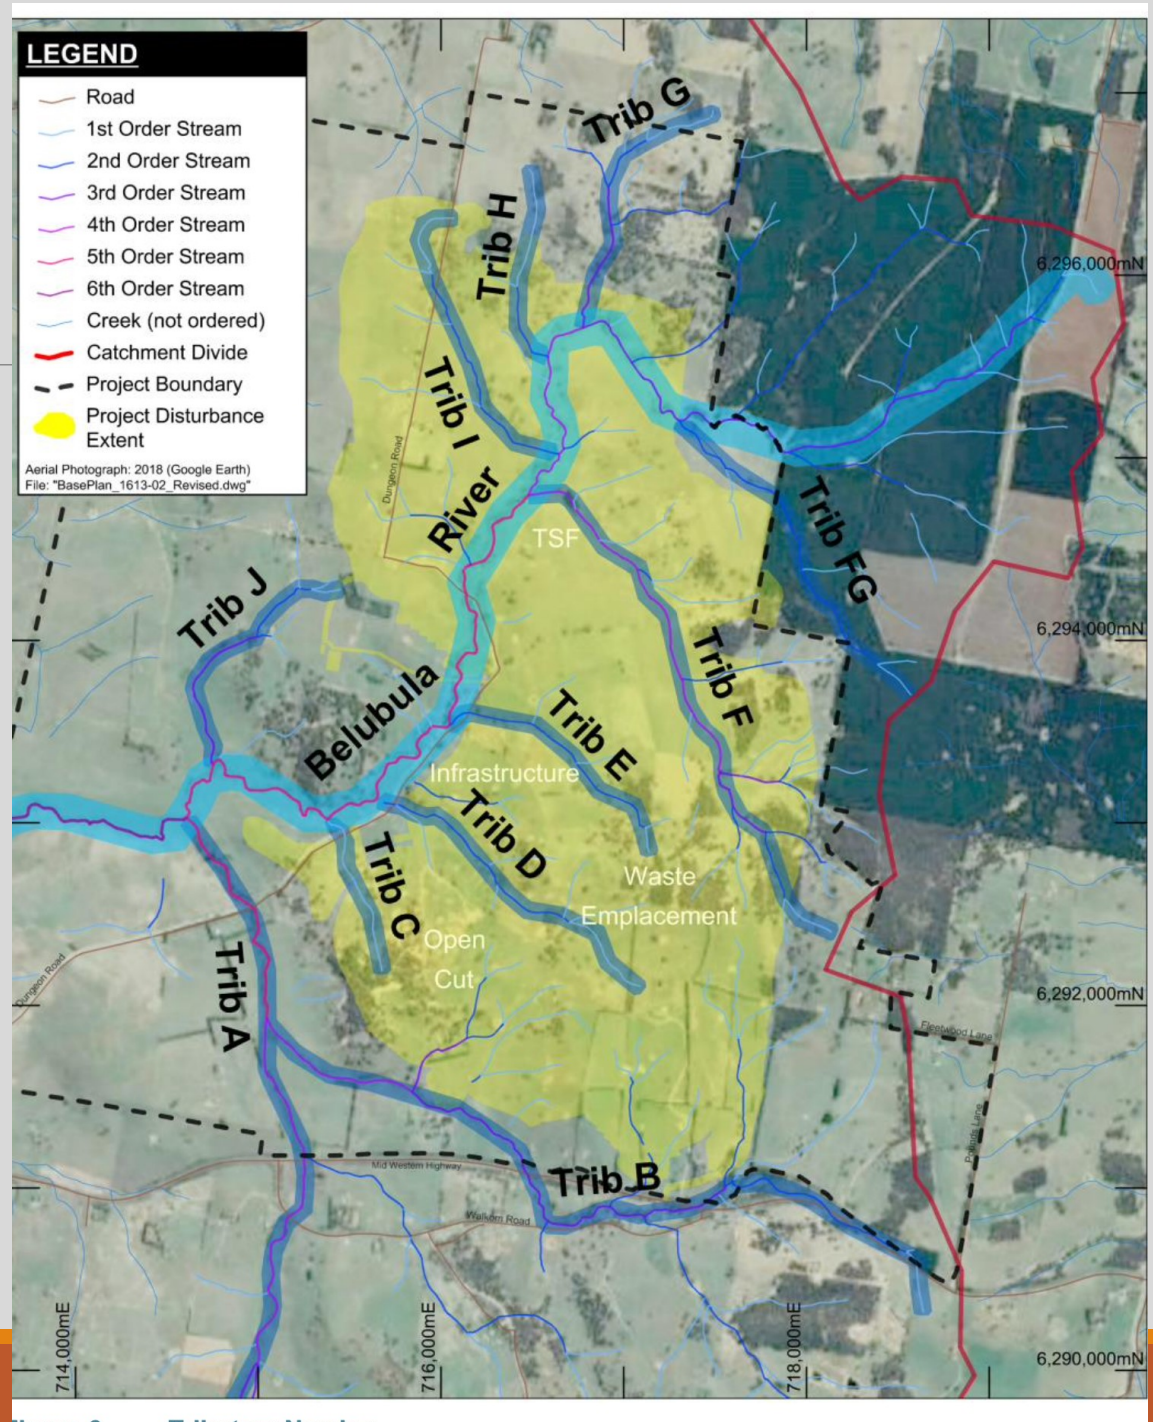 LEGEND
Road
1st Order Stream
2nd Order Stream
3rd Order Stream
4th Order Stream
5th Order Stream
6th Order Stream
Creek (not ordered)
Catchment Divide
Project Boundary
Project Disturbance
Extent
Aerial Photograph: 2018 (Google Earth)
File: "BasePlan_1613-02_Revised.dwg"
Trib G
Trib H
6,296,000mN
Trib I
Dungeon Road
River
TSF
Trib FG
Trib J
6,294,000mN
Trib F
Belubula
Trib E
Infrastructure
Trib D
Trib C
Waste
Emplacement
Open
Cut
Trib A
Dungeon Road
6,292,000mN
Fleetwood Lane
Lane
Mid Western Highway
Trib B
Walkom Road
714,000mE
716,000mE
718,000mE
6,290,000mN